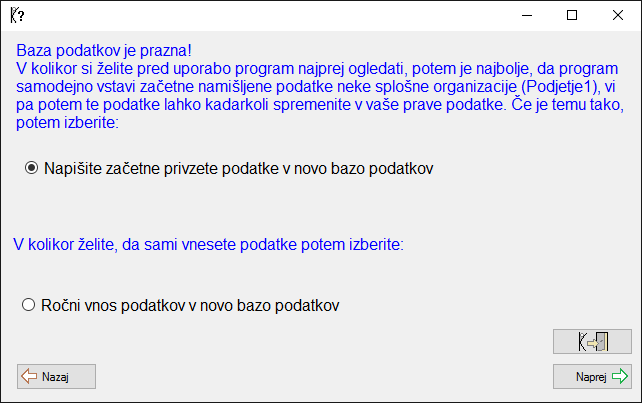 ?
Baza podatkov je prazna!
V kolikor si želite pred uporabo program najprej ogledati, potem je najbolje, da program
samodejno vstavi začetne namišljene podatke neke splošne organizacije (Podjetje1), vi
pa potem te podatke lahko kadarkoli spremenite v vaše prave podatke. Če je temu tako,
potem izberite:
Napišite začetne privzete podatke v novo bazo podatkov
V kolikor želite, da sami vnesete podatke potem izberite:
Ročni vnos podatkov v novo bazo podatkov
Nazaj
Naprej